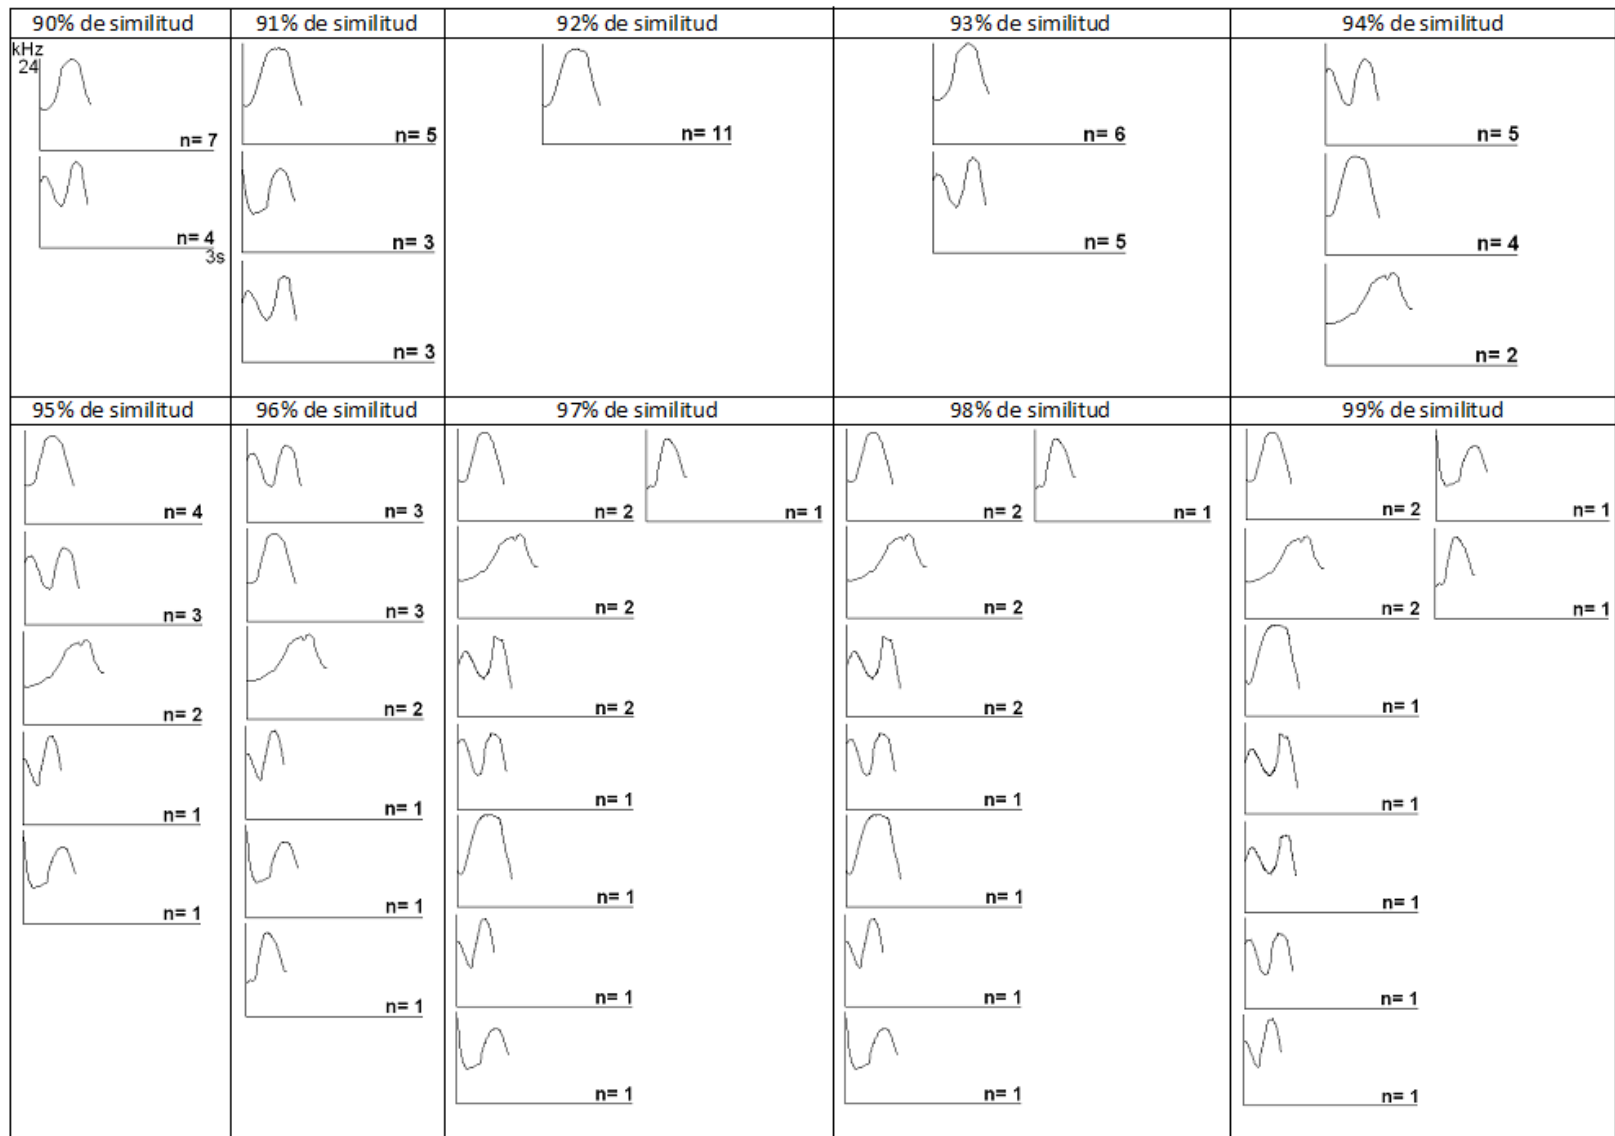 90% de similitud
91% de similitud
92% de similitud
93% de similitud
94% de similitud
kHz
24
n= 7
n= 4
3s
n= 5
n= 3
n= 3
n= 11
n= 6
n= 5
n= 5
n= 4
n= 2
95% de similitud
96% de similitud
97% de similitud
98% de similitud
99% de similitud
n= 4
n= 3
n= 2
n= 1
n= 1
n= 3
n= 3
n= 2
n= 1
n= 1
n= 1
n= 2
n= 1
n= 2
n= 2
n= 1
n= 1
n= 1
n= 1
n= 2
n= 1
n= 2
n= 2
n= 1
n= 1
n= 1
n= 1
n= 2
n= 1
n= 2
n= 1
n= 1
n= 1
n= 1
n= 1
n= 1